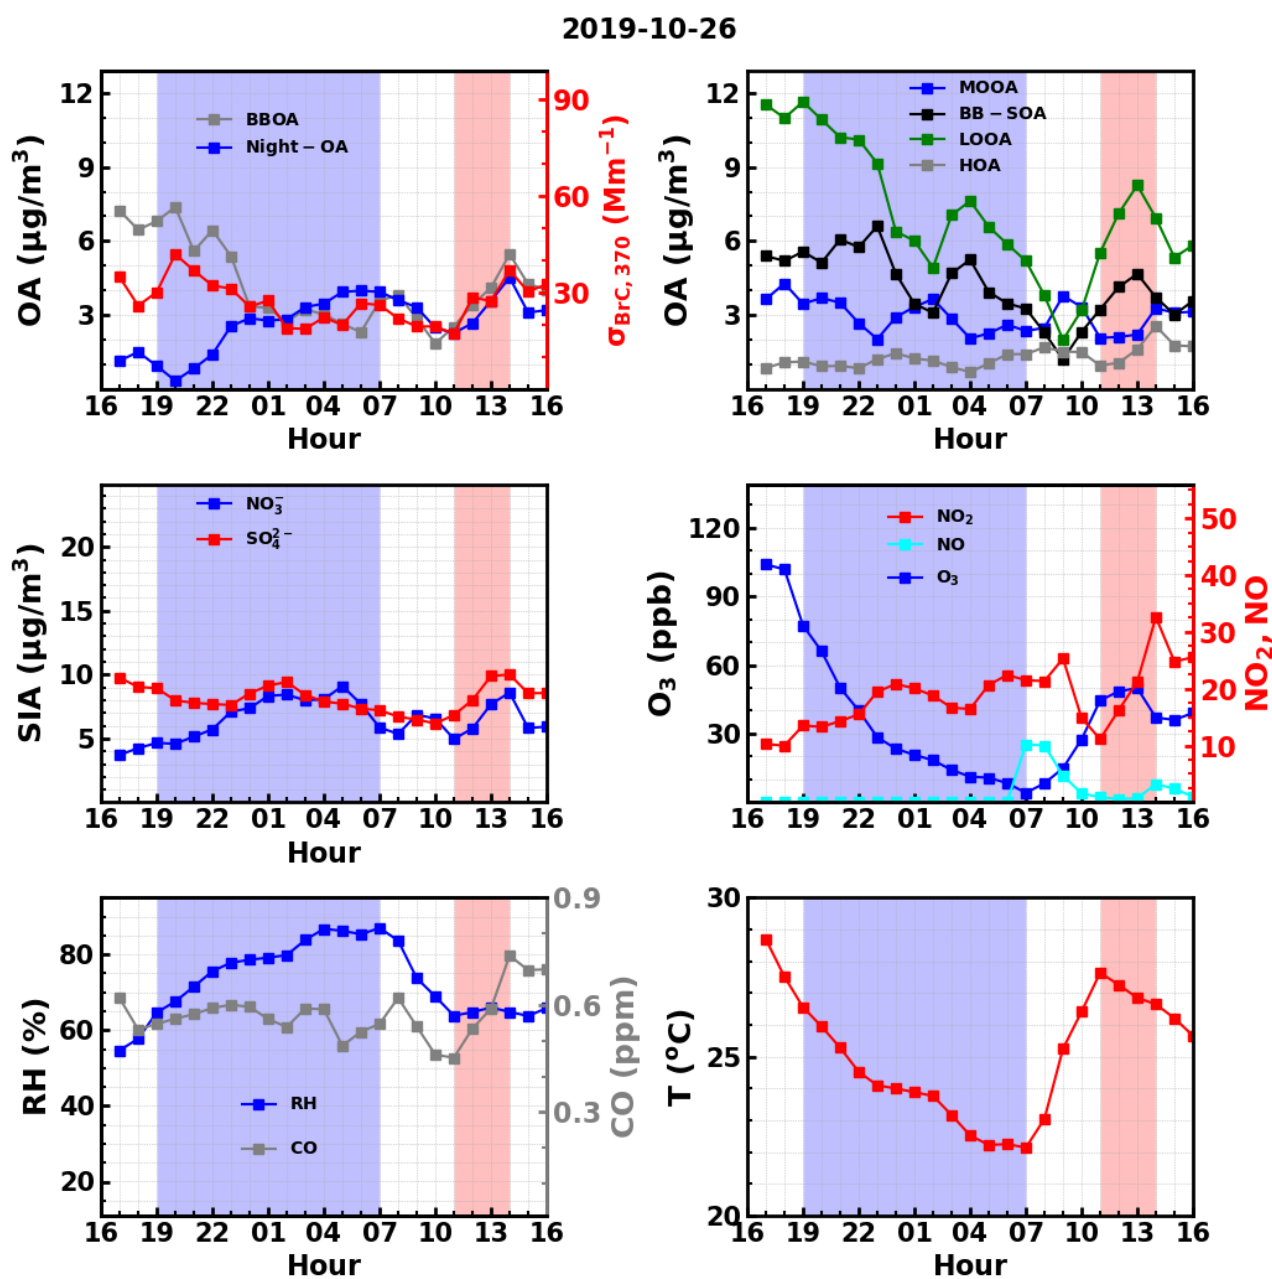 2019-10-26
OA (μg/m³)
12
9
6
3
BBOA
Night−OA
90
60
30
σBrC, 370 (Mm⁻¹)
16 19 22 01 04 07 10 13 16
Hour
OA (μg/m³)
12
9
6
3
MOOA
BB−SOA
LOOA
HOA
16 19 22 01 04 07 10 13 16
Hour
SIA (μg/m³)
20
15
10
5
NO₃⁻
SO₄²⁻
16 19 22 01 04 07 10 13 16
Hour
O₃ (ppb)
120
90
60
30
NO₂
NO
O₃
50
40
30
20
10
NO₂, NO
16 19 22 01 04 07 10 13 16
Hour
RH (%)
80
60
40
20
RH
CO
0.9
0.6
0.3
CO (ppm)
16 19 22 01 04 07 10 13 16
Hour
T (°C)
30
25
20
16 19 22 01 04 07 10 13 16
Hour